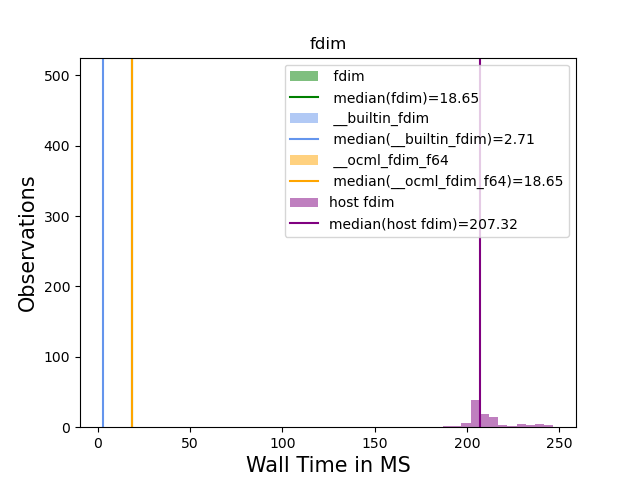 fdim
500
400
300
200
100
0
Observations
fdim
median(fdim)=18.65
__builtin_fdim
median(__builtin_fdim)=2.71
__ocml_fdim_f64
median(__ocml_fdim_f64)=18.65
host fdim
median(host fdim)=207.32
0 50 100 150 200 250
Wall Time in MS